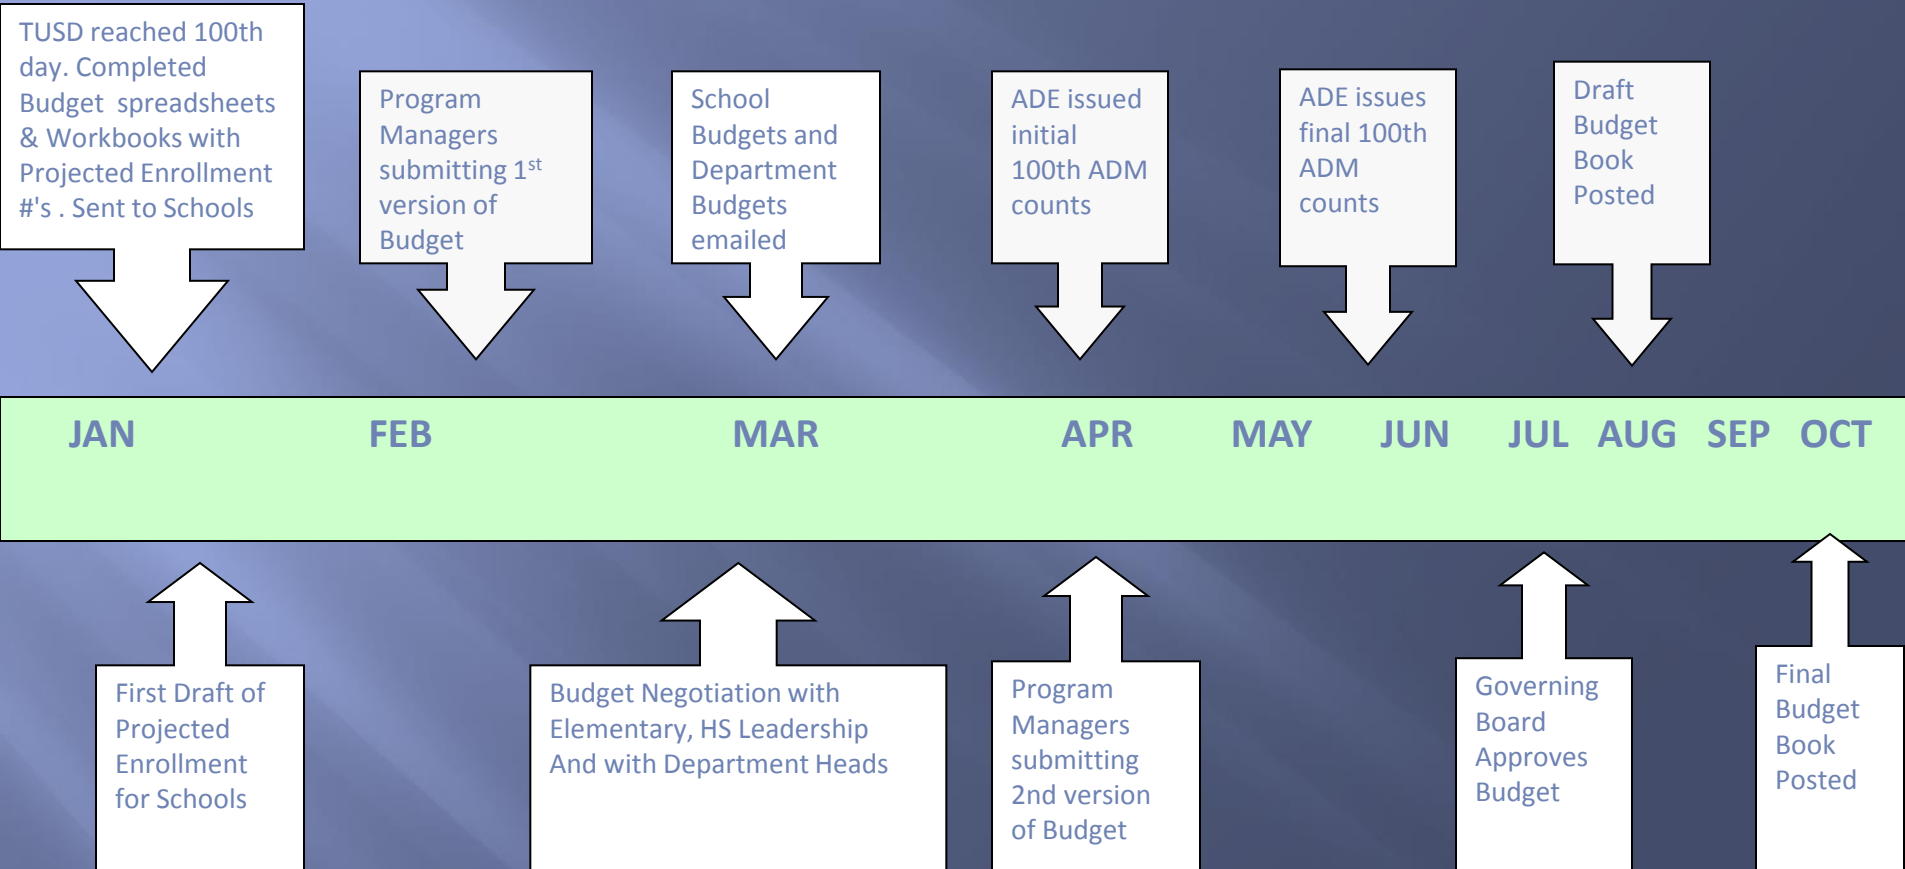 TUSD reached 100th
day. Completed
Budget spreadsheets
& Workbooks with
Projected Enrollment
#'s . Sent to Schools
Program
Managers
submitting 1st
version of
Budget
School
Budgets and
Department
Budgets
emailed
ADE issued
initial
100th ADM
counts
ADE issues
final 100th
ADM
counts
Draft
Budget
Book
Posted
JAN FEB MAR APR MAY JUN JUL AUG SEP OCT
First Draft of
Projected
Enrollment
for Schools
Budget Negotiation with
Elementary, HS Leadership
And with Department Heads
Program
Managers
submitting
2nd version
of Budget
Governing
Board
Approves
Budget
Final
Budget
Book
Posted